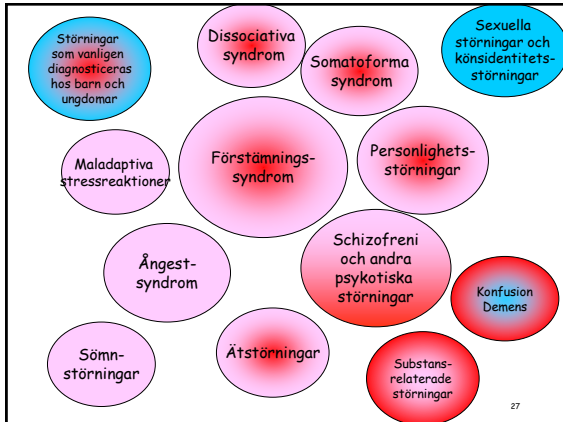 Störningar
som vanligen
diagnosticeras
hos barn och
ungdomar
Dissociativa
syndrom
Somatoforma
syndrom
Sexuella
störningar och
könsidentitets-
störningar
Maladaptiva
stressreaktioner
Förstämnings-
syndrom
Personlighets-
störningar
Ångest-
syndrom
Schizofreni
och andra
psykotiska
störningar
Konfusion
Demens
Sömn-
störningar
Ätstörningar
Substans-
relaterade
störningar
27